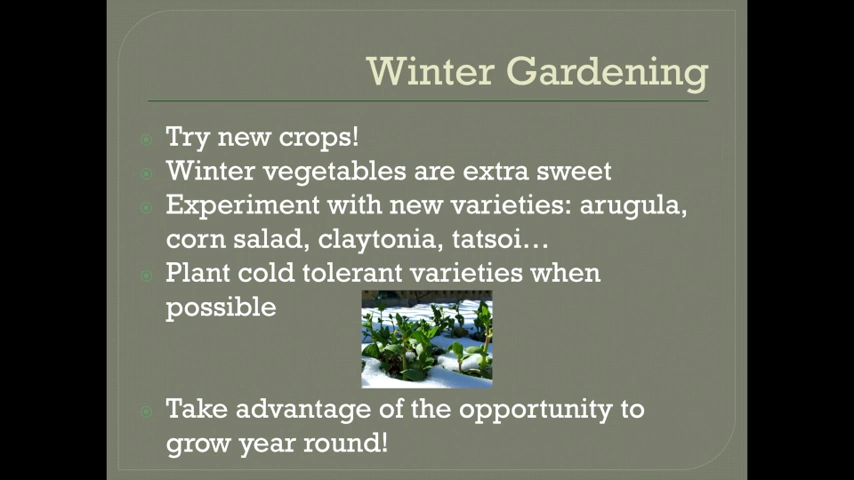 Winter Gardening
Try new crops!
Winter vegetables are extra sweet
Experiment with new varieties: arugula,
corn salad, claytonia, tatsoi...
Plant cold tolerant varieties when
possible
Take advantage of the opportunity to
grow year round!